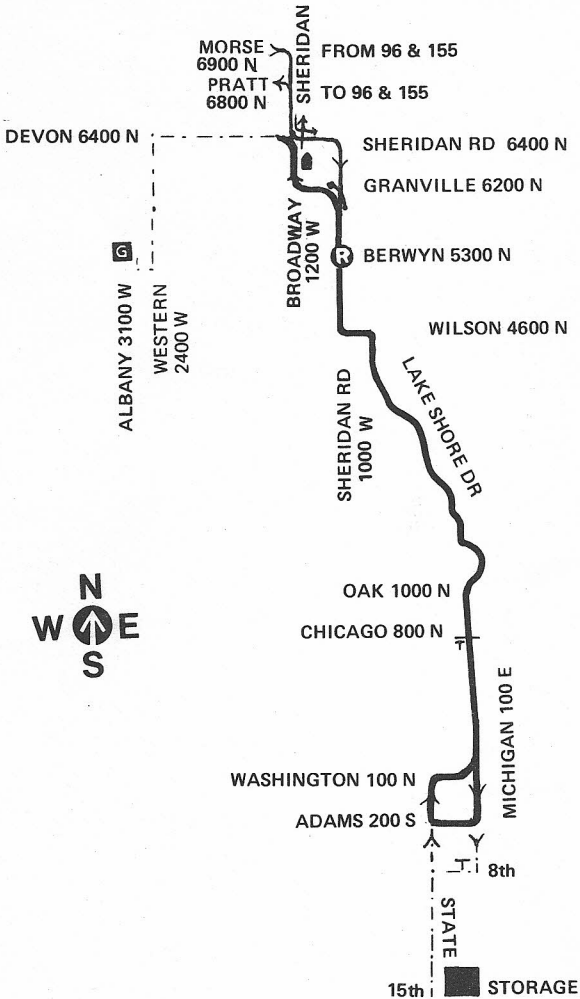 SHERIDAN
MORSE
6900 N
FROM 96 & 155
PRATT
6800 N
TO 96 & 155
DEVON 6400 N
SHERIDAN RD 6400 N
GRANVILLE 6200 N
BROADWAY
1200 W
G
R
BERWYN 5300 N
ALBANY 3100 W
WESTERN
2400 W
WILSON 4600 N
SHERIDAN RD
1000 W
LAKE SHORE DR
N
W
E
S
OAK 1000 N
CHICAGO 800 N
MICHIGAN 100 E
WASHINGTON 100 N
ADAMS 200 S
8th
STATE
15th
STORAGE